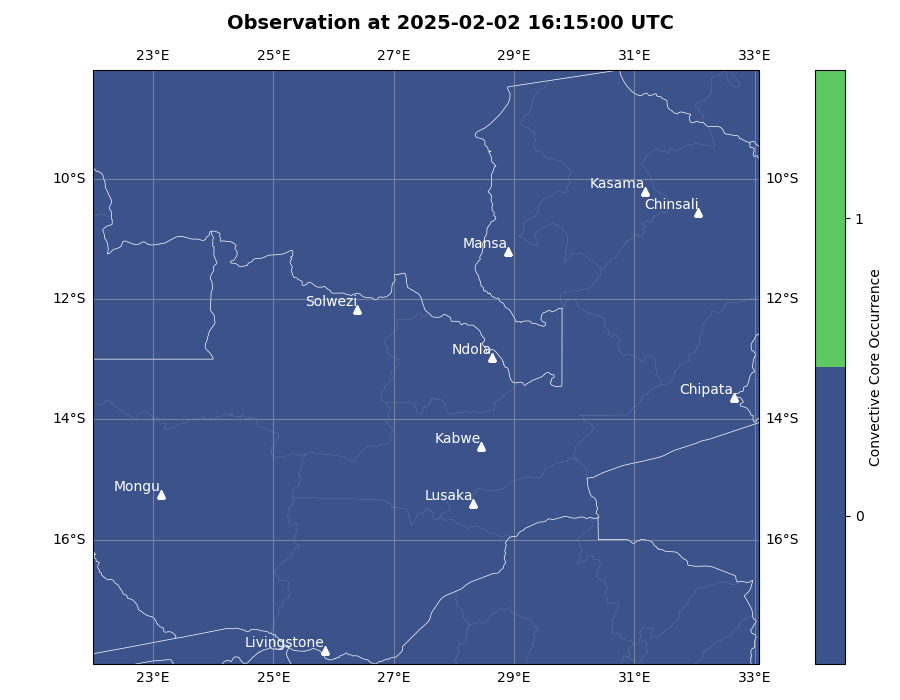 Observation at 2025-02-02 16:15:00 UTC
23°E 25°E 27°E 29°E 31°E 33°E
10°S 10°S
12°S
14°S 14°S
16°S 16°S
12°S
Kasama
Chinsali
Mansa
Solwezi
Ndola
Chipata
Kabwe
Mongu
Lusaka
Livingstone
23°E 25°E 27°E 29°E 31°E 33°E
1
0
Convective Core Occurrence